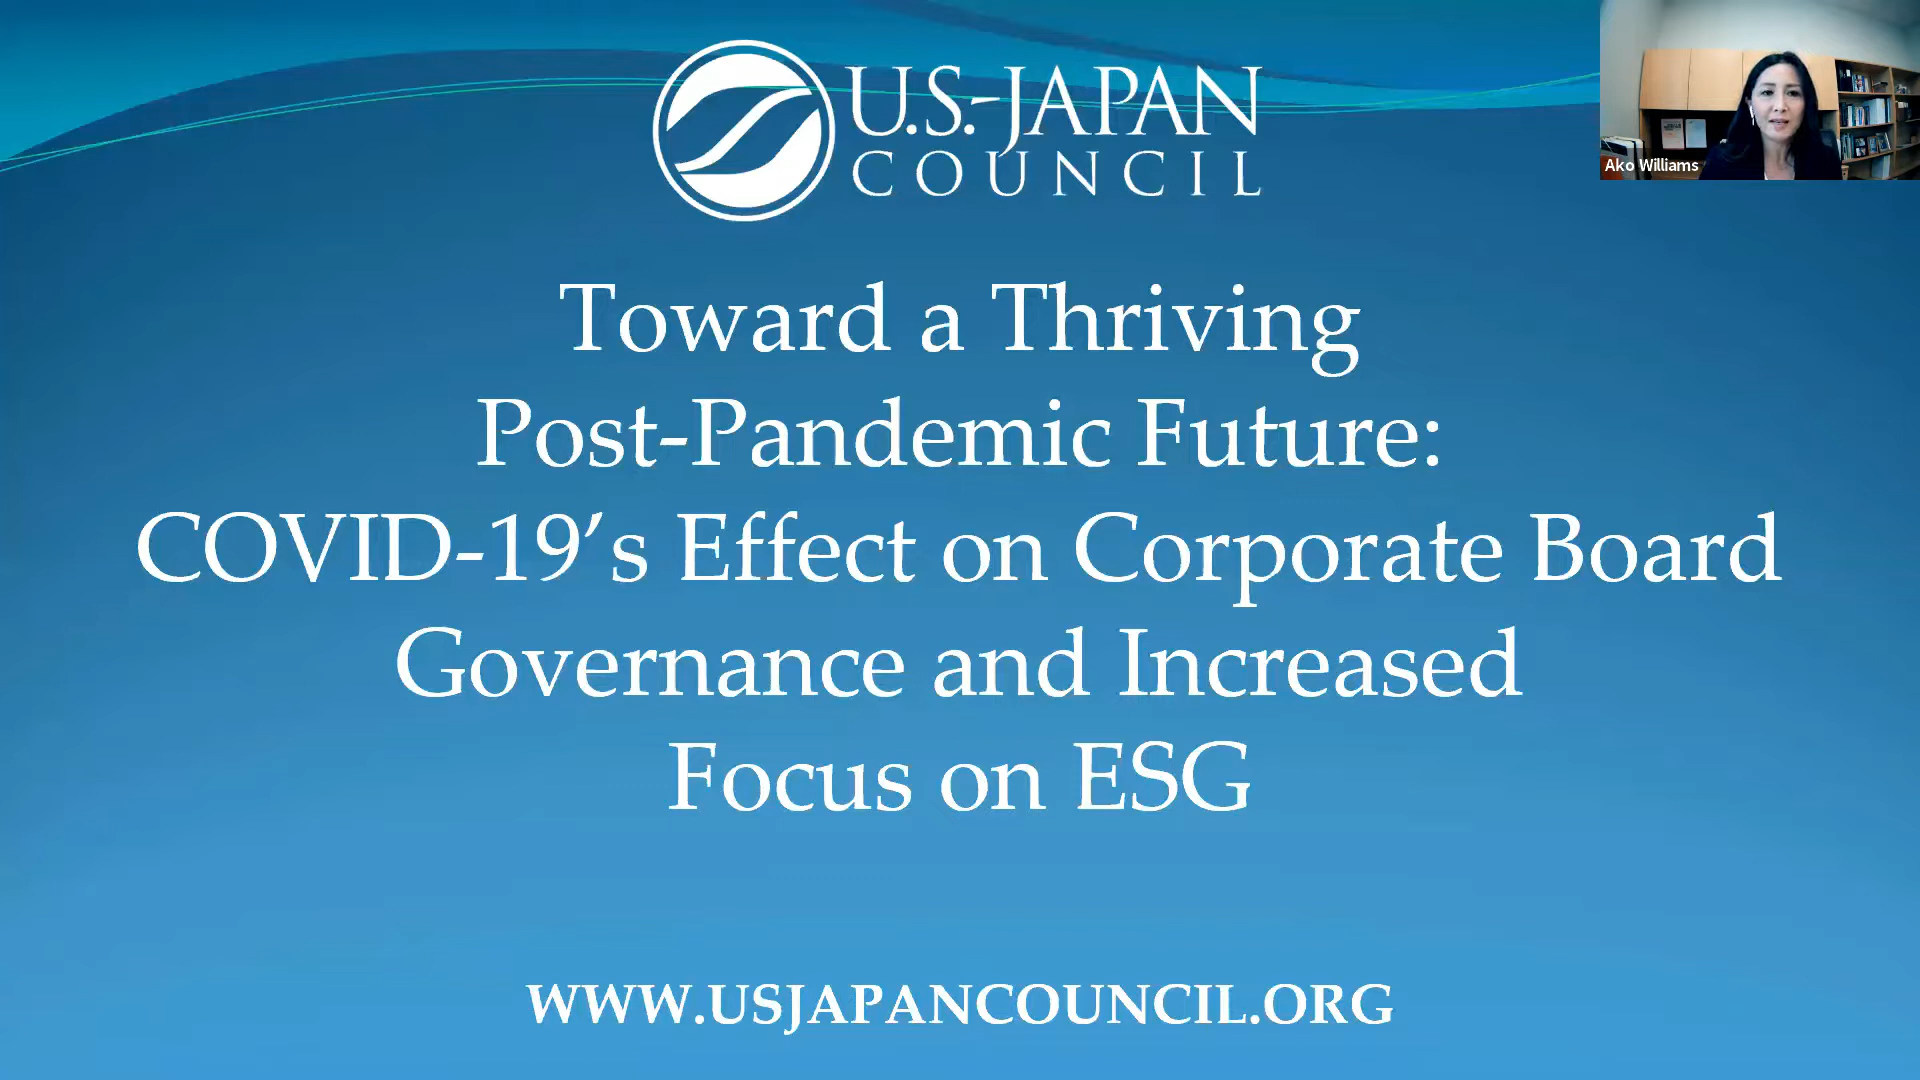 U.S.-JAPAN
COUNCIL
Ako Williams
Toward a Thriving
Post-Pandemic Future:
COVID-19’s Effect on Corporate Board
Governance and Increased
Focus on ESG
WWW.USJAPANCOUNCIL.ORG